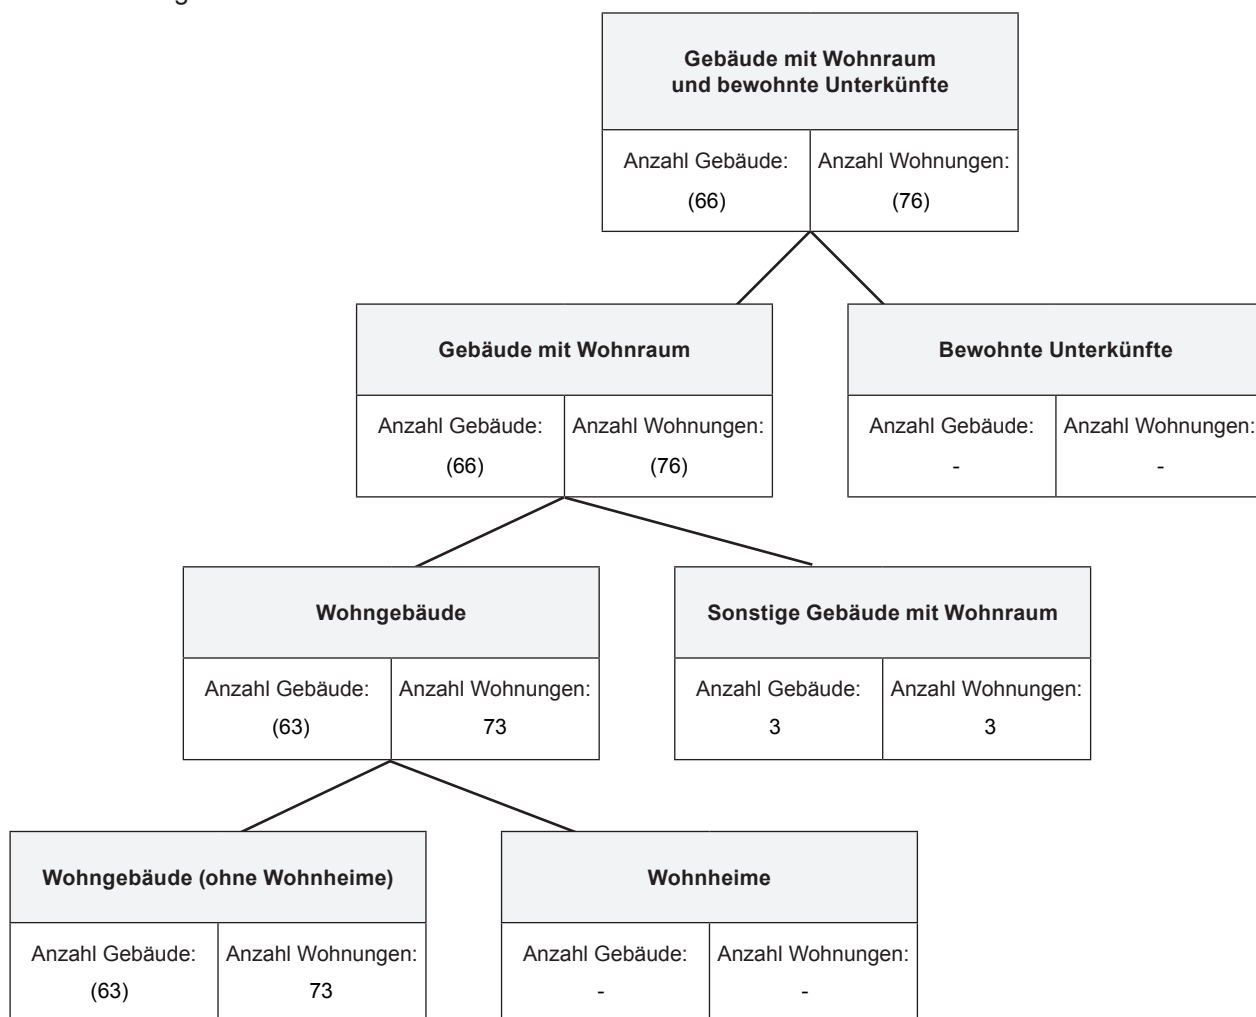 Gebäude mit Wohnraum
und bewohnte Unterkünfte
Anzahl Gebäude: Anzahl Wohnungen:
(66) (76)
Gebäude mit Wohnraum Bewohnte Unterkünfte
Anzahl Gebäude: Anzahl Wohnungen: Anzahl Gebäude: Anzahl Wohnungen:
(66) (76) - -
Wohngebäude Sonstige Gebäude mit Wohnraum
Anzahl Gebäude: Anzahl Wohnungen: Anzahl Gebäude: Anzahl Wohnungen:
(63) 73 3 3
Wohngebäude (ohne Wohnheime) Wohnheime
Anzahl Gebäude: Anzahl Wohnungen: Anzahl Gebäude: Anzahl Wohnungen:
(63) 73 - -